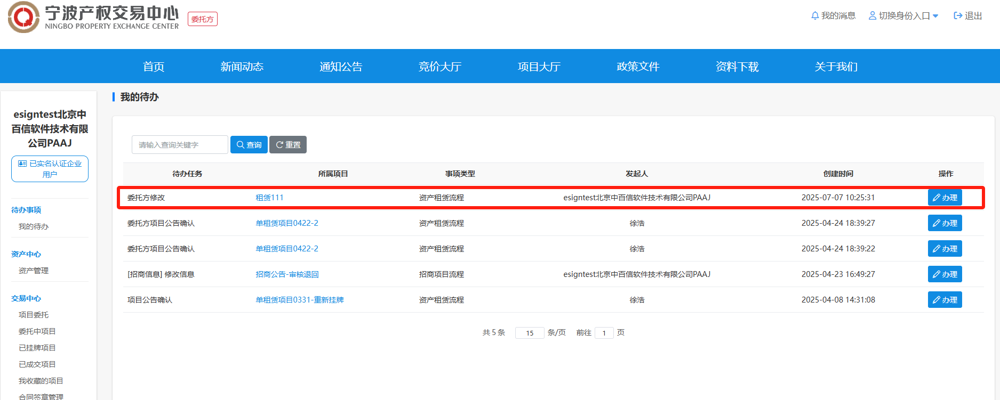 宁波产权交易中心
NINGBO PROPERTY EXCHANGE CENTER
委托方
我的消息 切换身份入口 退出
首页 新闻动态 通知公告 竞价大厅 项目大厅 政策文件 资料下载 关于我们
esigntest北京中
百信软件技术有限
公司PAAJ
已实名认证企业
用户
待办事项
我的待办
资产中心
资产管理
交易中心
项目委托
委托中项目
已挂牌项目
已成交项目
我收藏的项目
合同签章管理
我的待办
请输入查询关键字 查询 重置
待办任务 所属项目 事项类型 发起人 创建时间 操作
委托方修改 租赁111 资产租赁流程 esigntest北京中百信软件技术有限公司PAAJ 2025-07-07 10:25:31 办理
委托方项目公告确认 单租赁项目0422-2 资产租赁流程 徐浩 2025-04-24 18:39:27 办理
委托方项目公告确认 单租赁项目0422-2 资产租赁流程 徐浩 2025-04-24 18:39:22 办理
[招商信息] 修改信息 招商公告-审核退回 招商项目流程 esigntest北京中百信软件技术有限公司PAAJ 2025-04-23 16:49:27 办理
项目公告确认 单租赁项目0331-重新挂牌 资产租赁流程 徐浩 2025-04-08 14:31:08 办理
共 5 条 15 条/页 前往 1 页